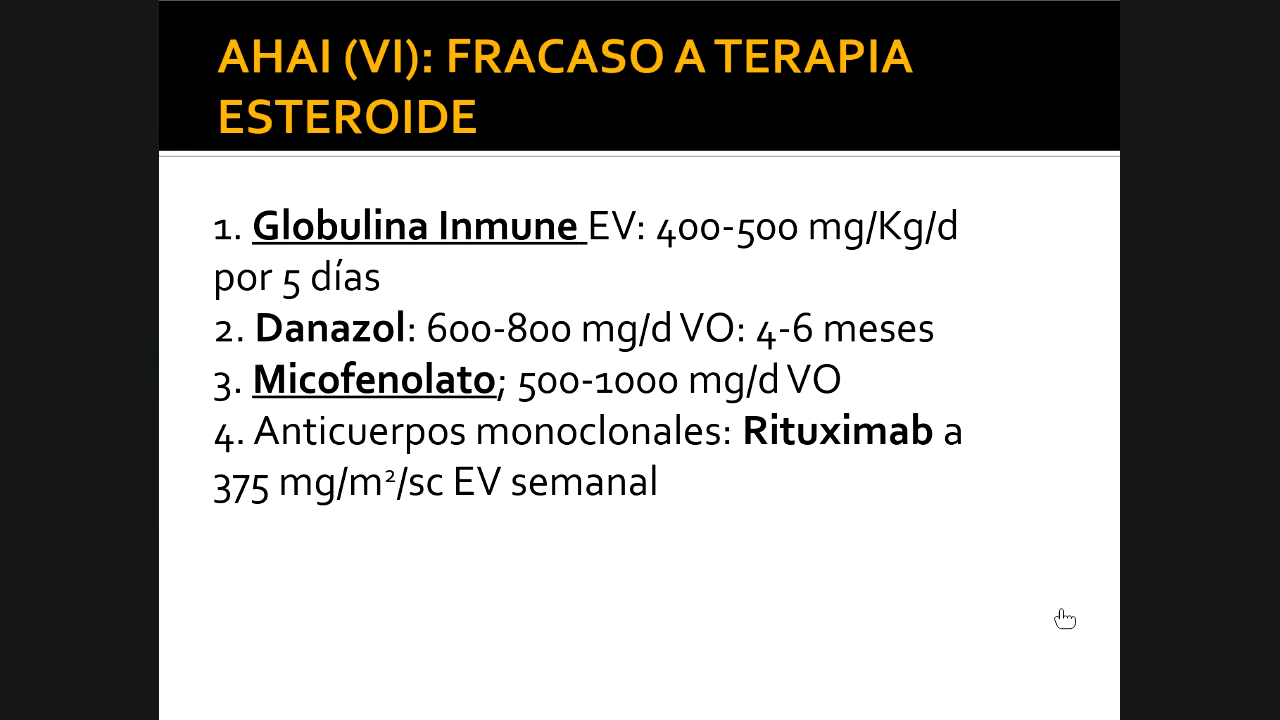 AHAI (VI): FRACASO A TERAPIA
ESTEROIDE
1. Globulina Inmune EV: 400-500 mg/Kg/d
por 5 días
2. Danazol: 600-800 mg/d VO: 4-6 meses
3. Micofenolato; 500-1000 mg/d VO
4. Anticuerpos monoclonales: Rituximab a
375 mg/m²/sc EV semanal